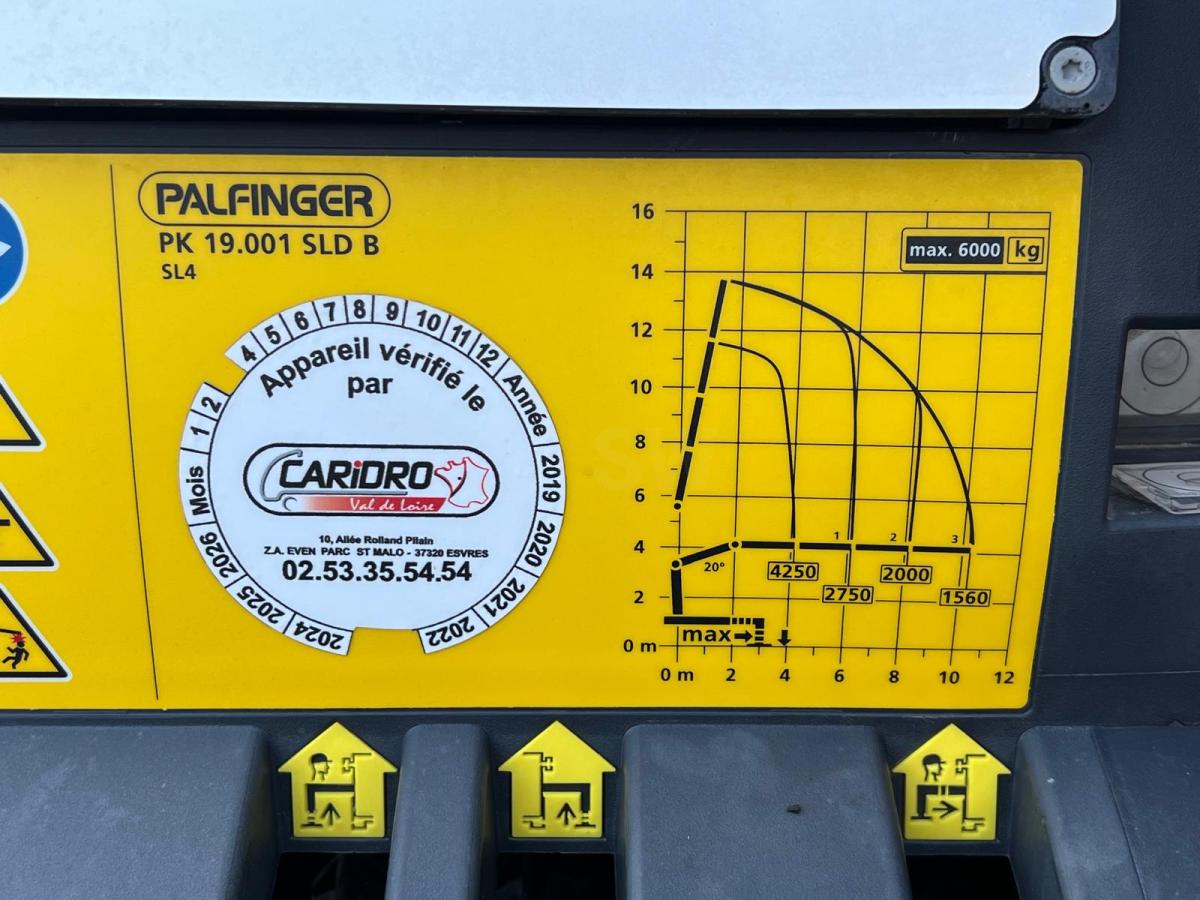 PALFINGER
PK 19.001 SLD B
SL4
Mois 1 2 4 5 6 7 8 9 10 11 12 Année 2019 2020 2021 2022 2024 2025 2026
Appareil vérifié le
par
CARiDRO
Val de Loire
10, Allée Rolland Pilain
Z.A. EVEN PARC ST MALO - 37320 ESVRES
02.53.35.54.54
max. 6000 kg
16
14
12
10
8
6
4
2
0 m
1 2 3
20°
4250
2750
2000
1560
max
0 m 2 4 6 8 10 12